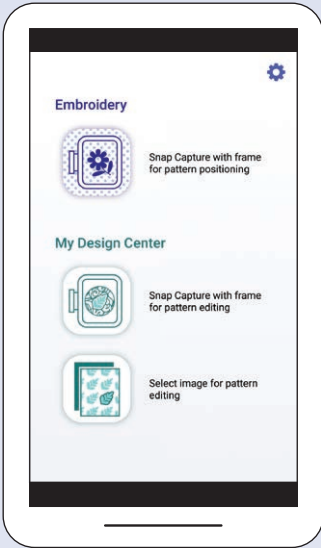 Embroidery
Snap Capture with frame
for pattern positioning
My Design Center
Snap Capture with frame
for pattern editing
Select image for pattern
editing